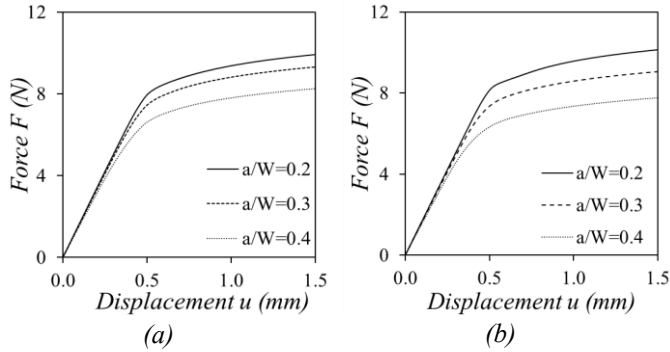 12
8
4
0
Force F (N)
a/W=0.2
a/W=0.3
a/W=0.4
0.0 0.5 1.0 1.5
Displacement u (mm)
(a)
12
8
4
0
Force F (N)
a/W=0.2
a/W=0.3
a/W=0.4
0.0 0.5 1.0 1.5
Displacement u (mm)
(b)